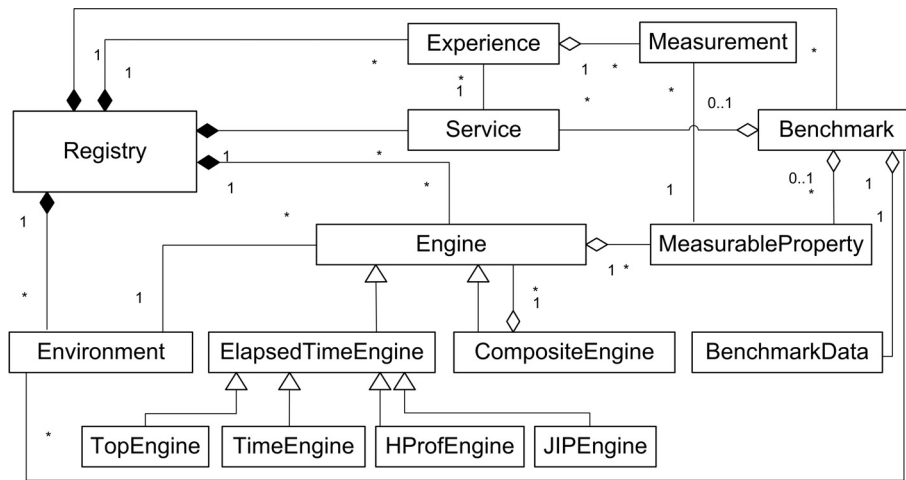 1
1
Experience
*
*
1
1
*
Measurement
*
*
0..1
*
Registry
Service
Benchmark
1
*
1
*
1
0..1
*
1
1
1
*
Engine
MeasurableProperty
1
*
*
1
*
1
Environment
ElapsedTimeEngine
CompositeEngine
BenchmarkData
*
TopEngine
TimeEngine
HProfEngine
JIPEngine